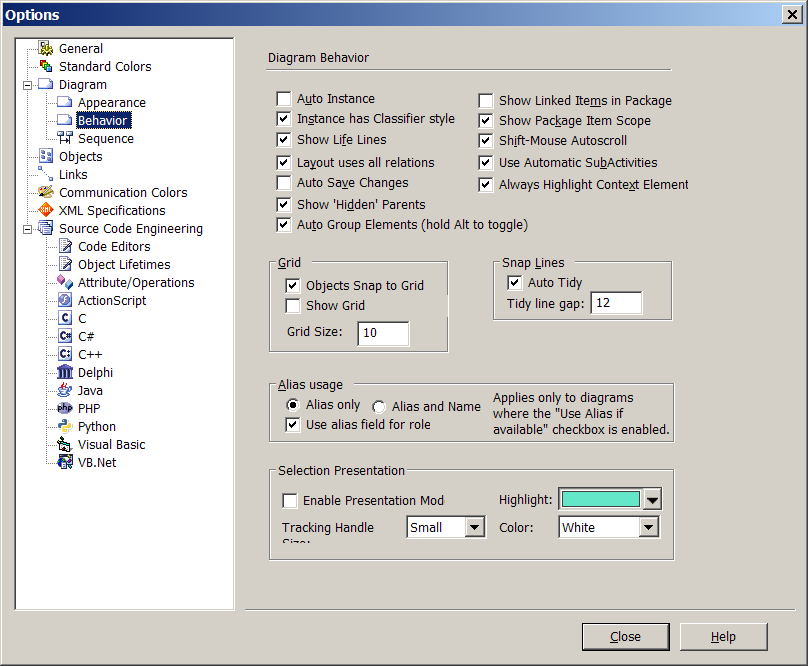 Options
General
Standard Colors
Diagram
Appearance
Behavior
Sequence
Objects
Links
Communication Colors
XML Specifications
Source Code Engineering
Code Editors
Object Lifetimes
Attribute/Operations
ActionScript
C
C#
C++
Delphi
Java
PHP
Python
Visual Basic
VB.Net
Diagram Behavior
Auto Instance
Instance has Classifier style
Show Life Lines
Layout uses all relations
Auto Save Changes
Show 'Hidden' Parents
Auto Group Elements (hold Alt to toggle)
Show Linked Items in Package
Show Package Item Scope
Shift-Mouse Autoscroll
Use Automatic SubActivities
Always Highlight Context Element
Grid
Objects Snap to Grid
Show Grid
Grid Size: 10
Snap Lines
Auto Tidy
Tidy line gap: 12
Alias usage
Alias only Alias and Name
Use alias field for role
Applies only to diagrams
where the "Use Alias if
available" checkbox is enabled.
Selection Presentation
Enable Presentation Mod
Highlight:
Tracking Handle Small
Size:
Color: White
Close Help